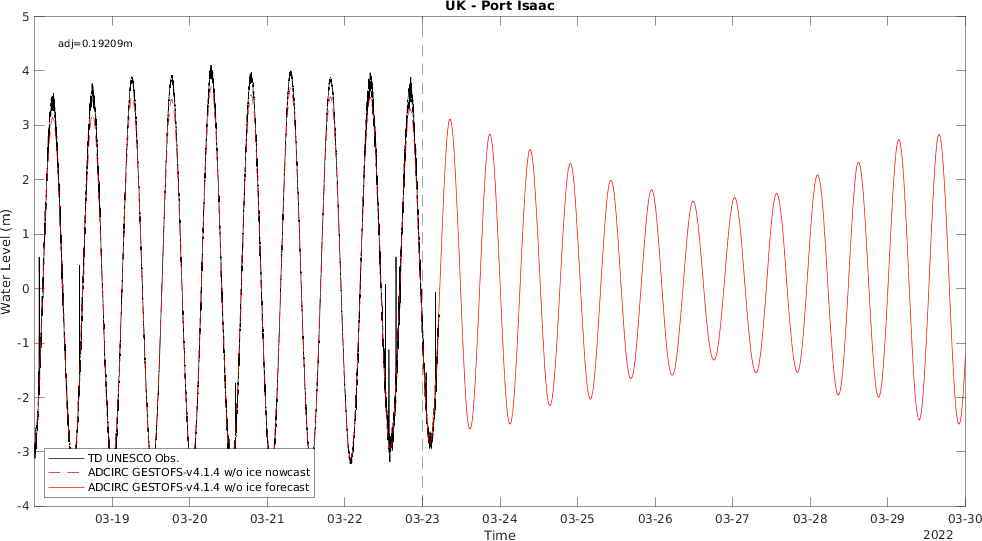 UK - Port Isaac
adj=0.19209m
5
4
3
2
1
0
-1
-2
-3
-4
Water Level (m)
TD UNESCO Obs.
ADCIRC GESTOFS-v4.1.4 w/o ice nowcast
ADCIRC GESTOFS-v4.1.4 w/o ice forecast
03-19 03-20 03-21 03-22 03-23 03-24 03-25 03-26 03-27 03-28 03-29 03-30
Time
2022